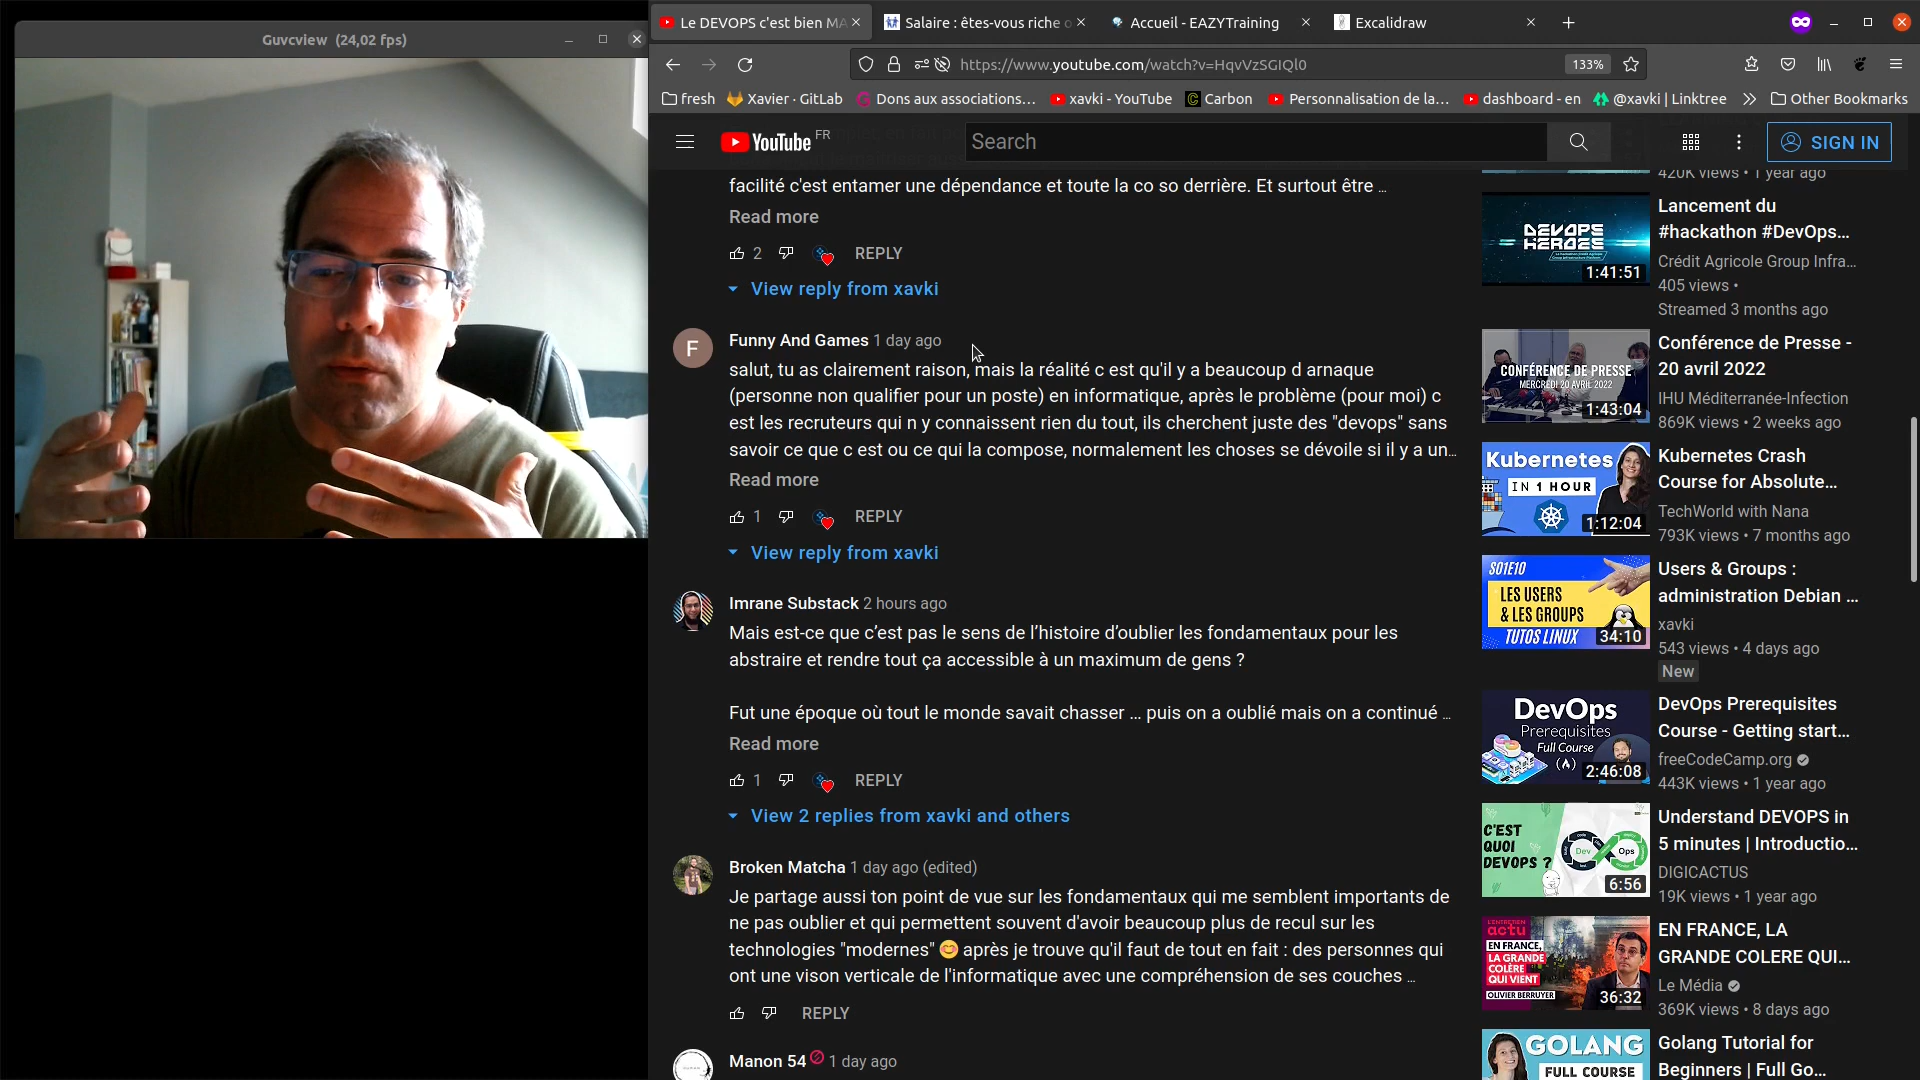 Guvcview (24,02 fps)
Le DEVOPS c'est bien MA
Salaire : êtes-vous riche o
Accueil - EAZYTraining
Excalidraw
https://www.youtube.com/watch?v=HqvVzSGIQl0
133%
fresh
Xavier · GitLab
Dons aux associations...
xavki - YouTube
Carbon
Personnalisation de la...
dashboard - en
@xavki | Linktree
Other Bookmarks
YouTube FR
Search
SIGN IN
facilité c'est entamer une dépendance et toute la co so derrière. Et surtout être ...
Read more
2
REPLY
View reply from xavki
F
Funny And Games 1 day ago
salut, tu as clairement raison, mais la réalité c est qu'il y a beaucoup d arnaque
(personne non qualifier pour un poste) en informatique, après le problème (pour moi) c
est les recruteurs qui n y connaissent rien du tout, ils cherchent juste des "devops" sans
savoir ce que c est ou ce qui la compose, normalement les choses se dévoile si il y a un...
Read more
1
REPLY
View reply from xavki
Imrane Substack 2 hours ago
Mais est-ce que c’est pas le sens de l’histoire d’oublier les fondamentaux pour les
abstraire et rendre tout ça accessible à un maximum de gens ?
Fut une époque où tout le monde savait chasser ... puis on a oublié mais on a continué ...
Read more
1
REPLY
View 2 replies from xavki and others
Broken Matcha 1 day ago (edited)
Je partage aussi ton point de vue sur les fondamentaux qui me semblent importants de
ne pas oublier et qui permettent souvent d'avoir beaucoup plus de recul sur les
technologies "modernes" 😊 après je trouve qu'il faut de tout en fait : des personnes qui
ont une vison verticale de l'informatique avec une compréhension de ses couches ...
REPLY
Manon 54 1 day ago
420K views • 1 year ago
DEVOPS
HEROES
1:41:51
Lancement du
#hackathon #DevOps...
Crédit Agricole Group Infra...
405 views •
Streamed 3 months ago
CONFÉRENCE DE PRESSE
MERCREDI 20 AVRIL 2022
1:43:04
Conférence de Presse -
20 avril 2022
IHU Méditerranée-Infection
869K views • 2 weeks ago
Kubernetes
IN 1 HOUR
1:12:04
Kubernetes Crash
Course for Absolute...
TechWorld with Nana
793K views • 7 months ago
S01E10
LES USERS
& LES GROUPS
TUTOS LINUX
34:10
Users & Groups :
administration Debian ...
xavki
543 views • 4 days ago
New
DevOps
Prerequisites
Full Course
2:46:08
DevOps Prerequisites
Course - Getting start...
freeCodeCamp.org
443K views • 1 year ago
C'EST
QUOI
DEVOPS ?
Dev
Ops
6:56
Understand DEVOPS in
5 minutes | Introductio...
DIGICACTUS
19K views • 1 year ago
L'ENTRETIEN
actu
EN FRANCE,
LA GRANDE
COLÈRE
QUI VIENT
OLIVIER BERRUYER
36:32
EN FRANCE, LA
GRANDE COLERE QUI...
Le Média
369K views • 8 days ago
GOLANG
FULL COURSE
Golang Tutorial for
Beginners | Full Go...